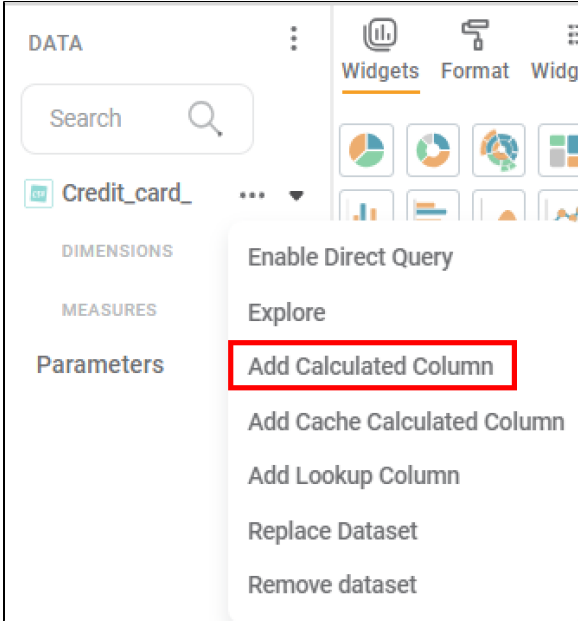 DATA
Widgets Format Widg
Search
Credit_card_
DIMENSIONS
MEASURES
Parameters
Enable Direct Query
Explore
Add Calculated Column
Add Cache Calculated Column
Add Lookup Column
Replace Dataset
Remove dataset